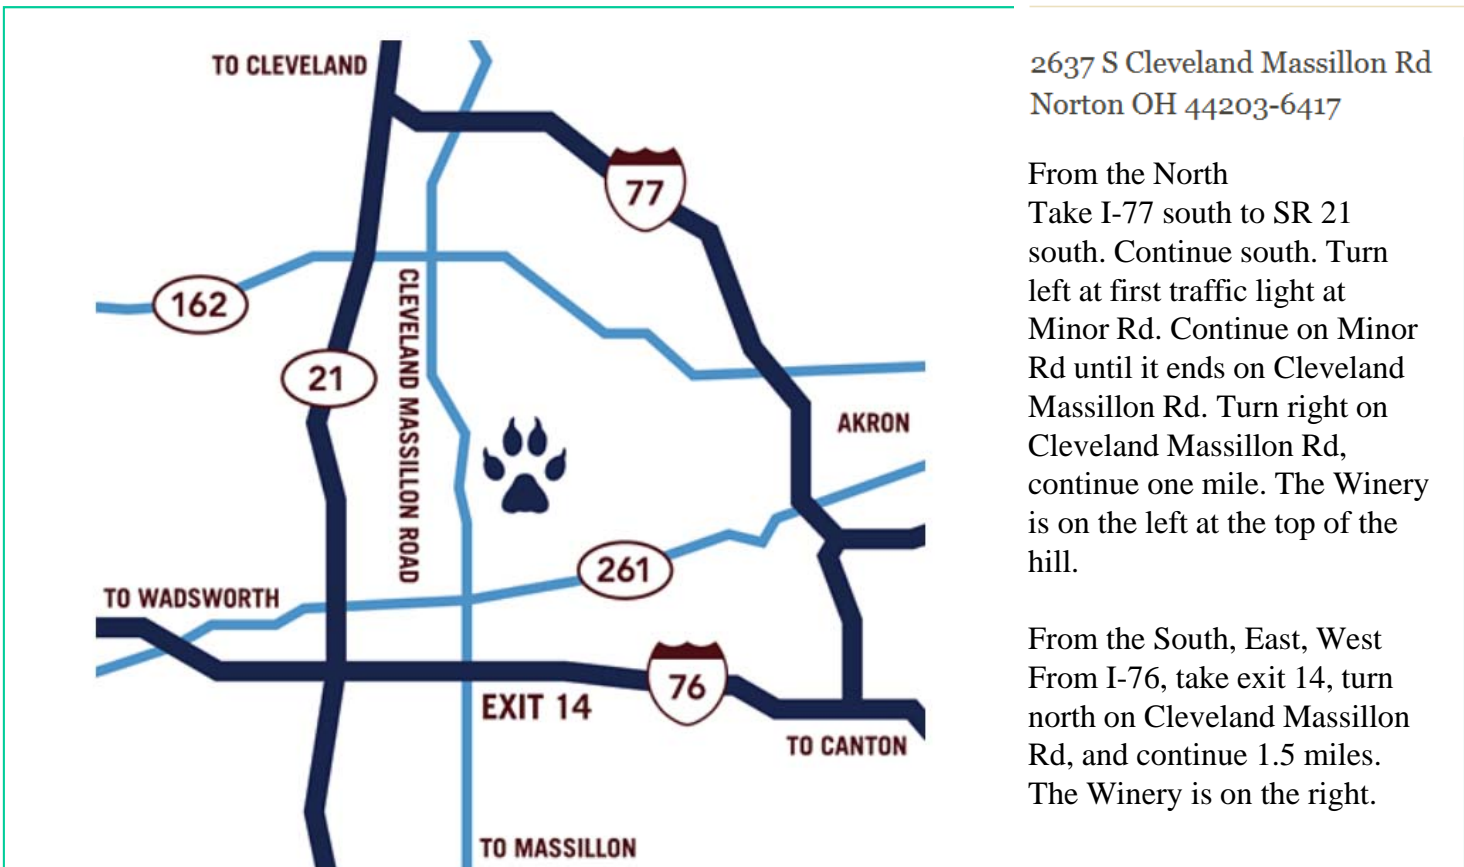 TO CLEVELAND
77
162
CLEVELAND MASSILLON ROAD
21
AKRON
261
TO WADSWORTH
76
EXIT 14
TO CANTON
TO MASSILLON
2637 S Cleveland Massillon Rd
Norton OH 44203-6417
From the North
Take I-77 south to SR 21
south. Continue south. Turn
left at first traffic light at
Minor Rd. Continue on Minor
Rd until it ends on Cleveland
Massillon Rd. Turn right on
Cleveland Massillon Rd,
continue one mile. The Winery
is on the left at the top of the
hill.
From the South, East, West
From I-76, take exit 14, turn
north on Cleveland Massillon
Rd, and continue 1.5 miles.
The Winery is on the right.